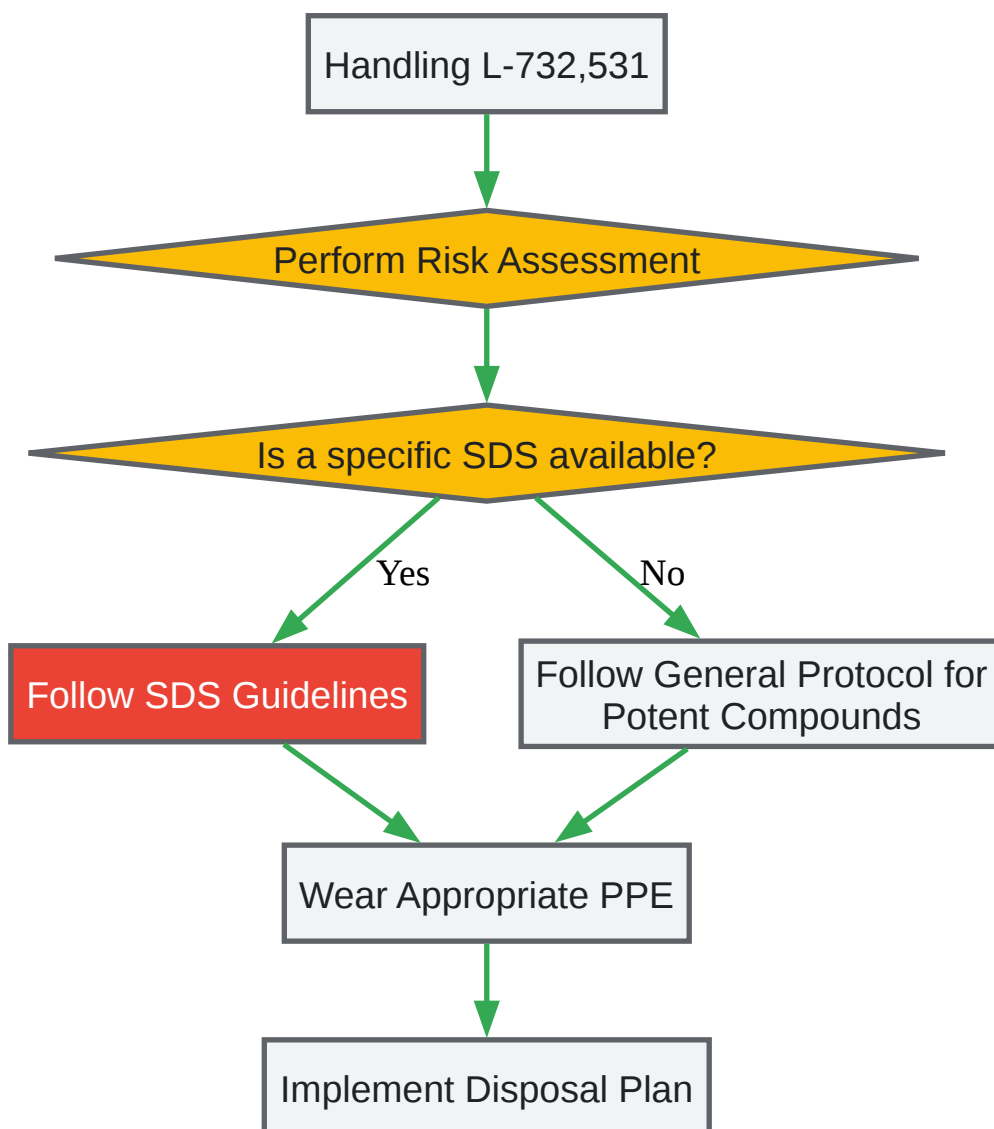 Handling L-732,531
Perform Risk Assessment
Is a specific SDS available?
Yes
No
Follow SDS Guidelines
Follow General Protocol for
Potent Compounds
Wear Appropriate PPE
Implement Disposal Plan